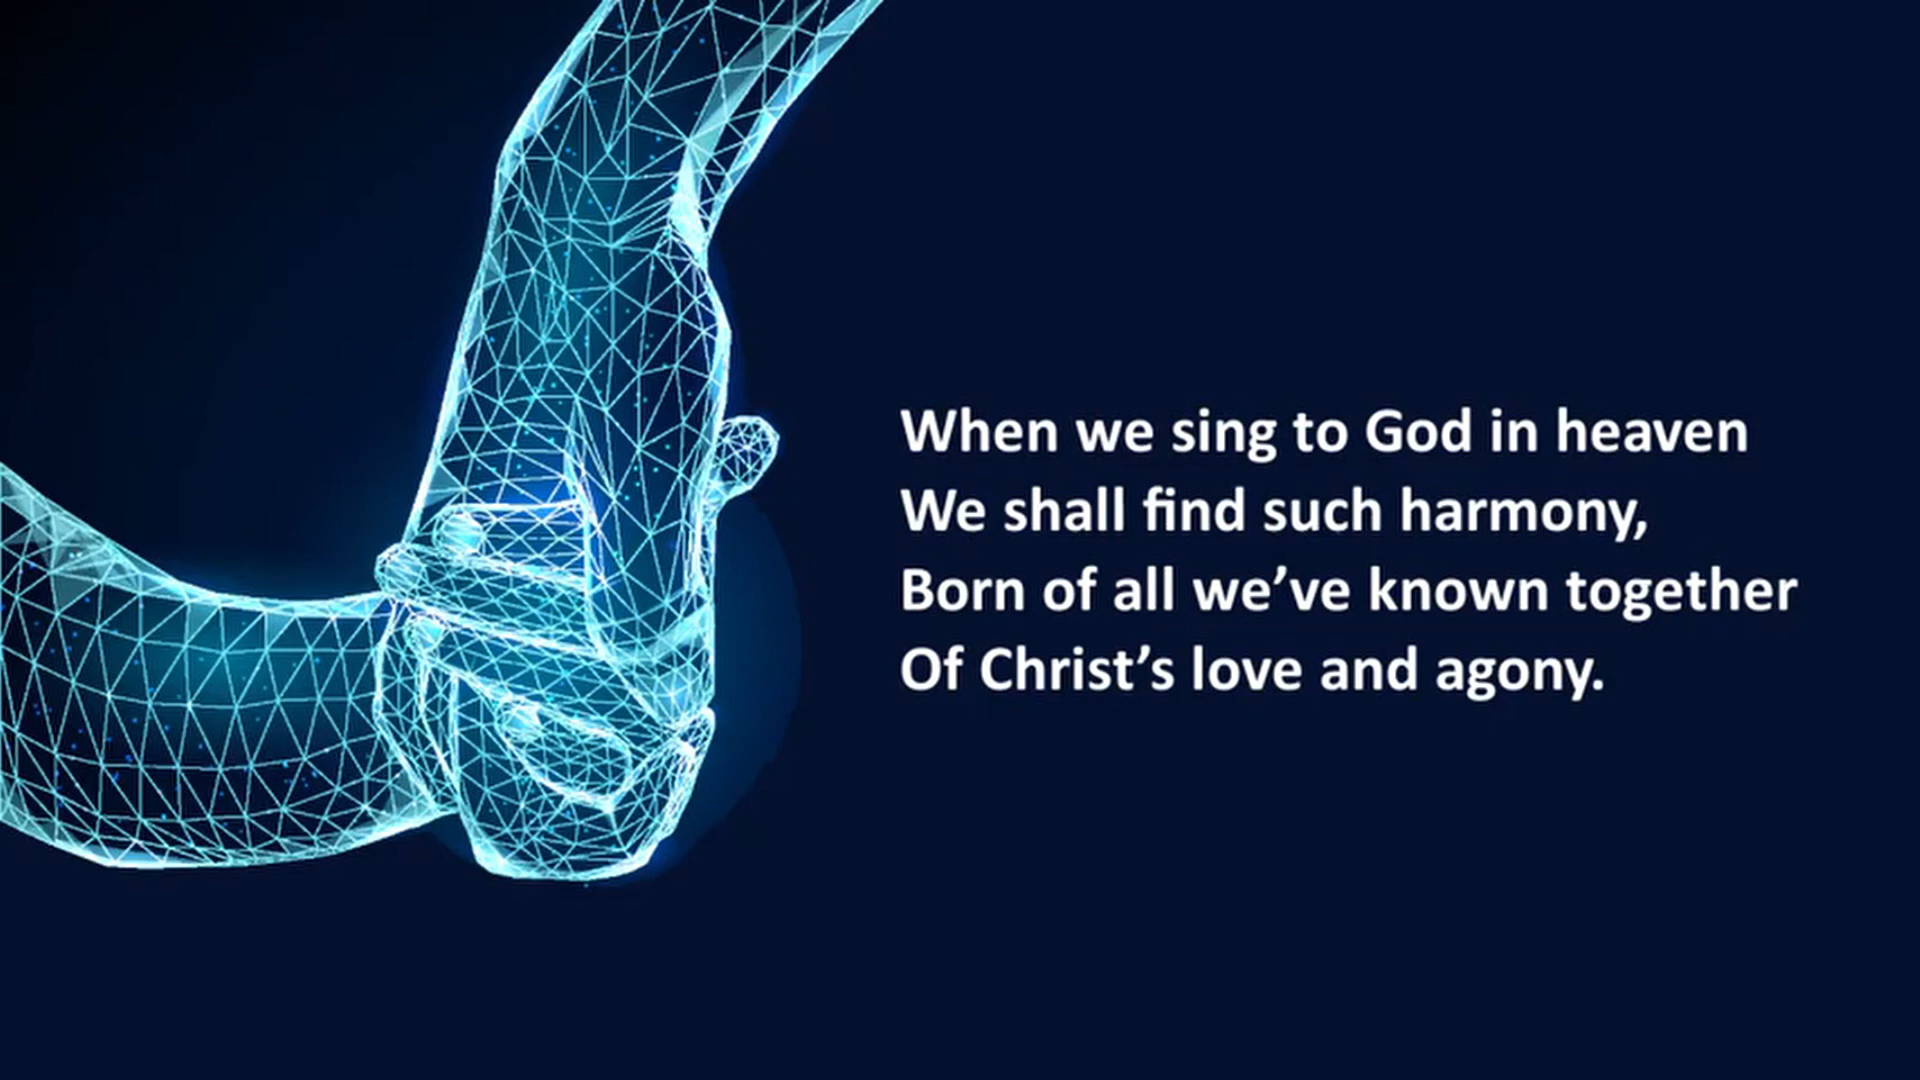 When we sing to God in heaven
We shall find such harmony,
Born of all we’ve known together
Of Christ’s love and agony.